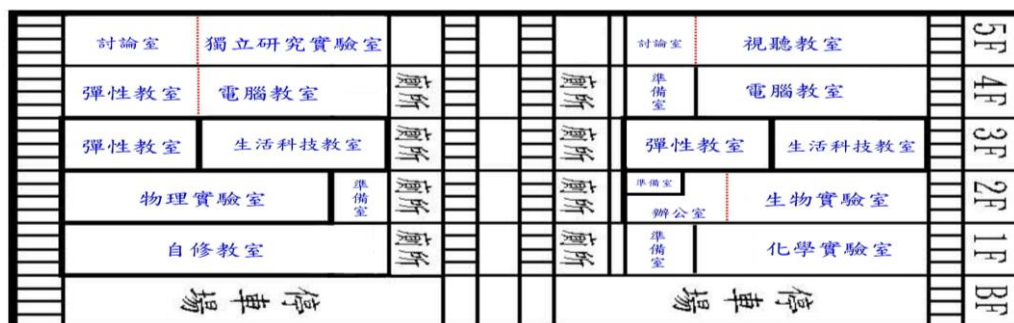 討論室 獨立研究實驗室 討論室 視聽教室 5F
彈性教室 電腦教室 廁所 廁所 準備室 電腦教室 4F
彈性教室 生活科技教室 廁所 廁所 彈性教室 生活科技教室 3F
物理實驗室 準備室 廁所 廁所 準備室 辦公室 生物實驗室 2F
自修教室 廁所 廁所 準備室 化學實驗室 1F
停車場 停車場 BF